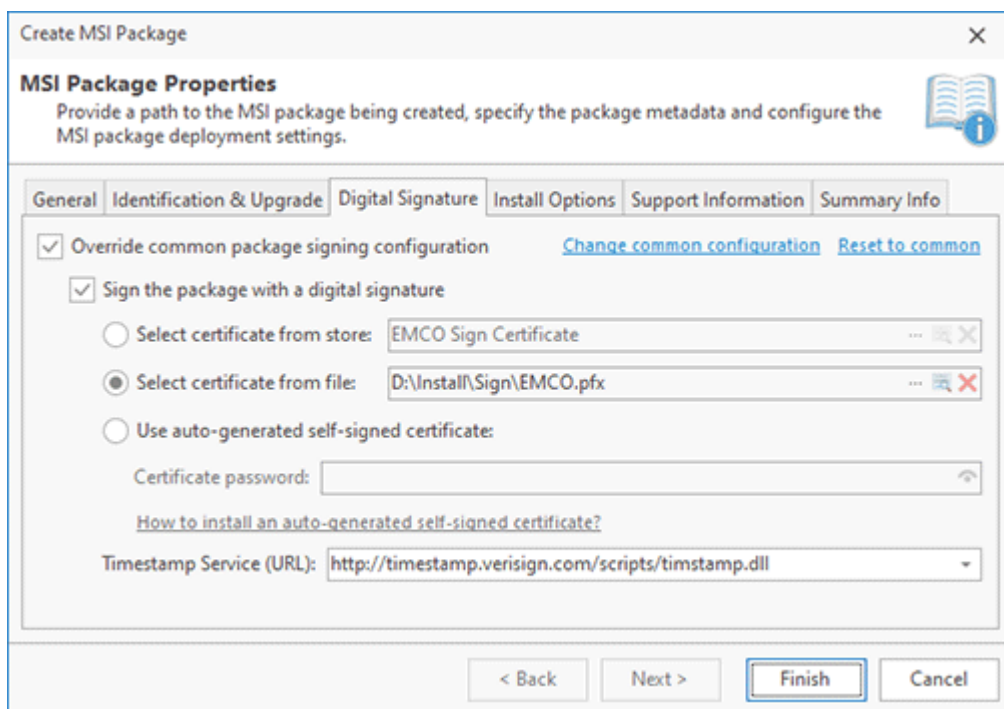 Create MSI Package
MSI Package Properties
Provide a path to the MSI package being created, specify the package metadata and configure the
MSI package deployment settings.
General Identification & Upgrade Digital Signature Install Options Support Information Summary Info
Override common package signing configuration Change common configuration Reset to common
Sign the package with a digital signature
Select certificate from store: EMCO Sign Certificate ...
Select certificate from file: D:\Install\Sign\EMCO.pfx ...
Use auto-generated self-signed certificate:
Certificate password:
How to install an auto-generated self-signed certificate?
Timestamp Service (URL): http://timestamp.verisign.com/scripts/timstamp.dll
< Back Next > Finish Cancel